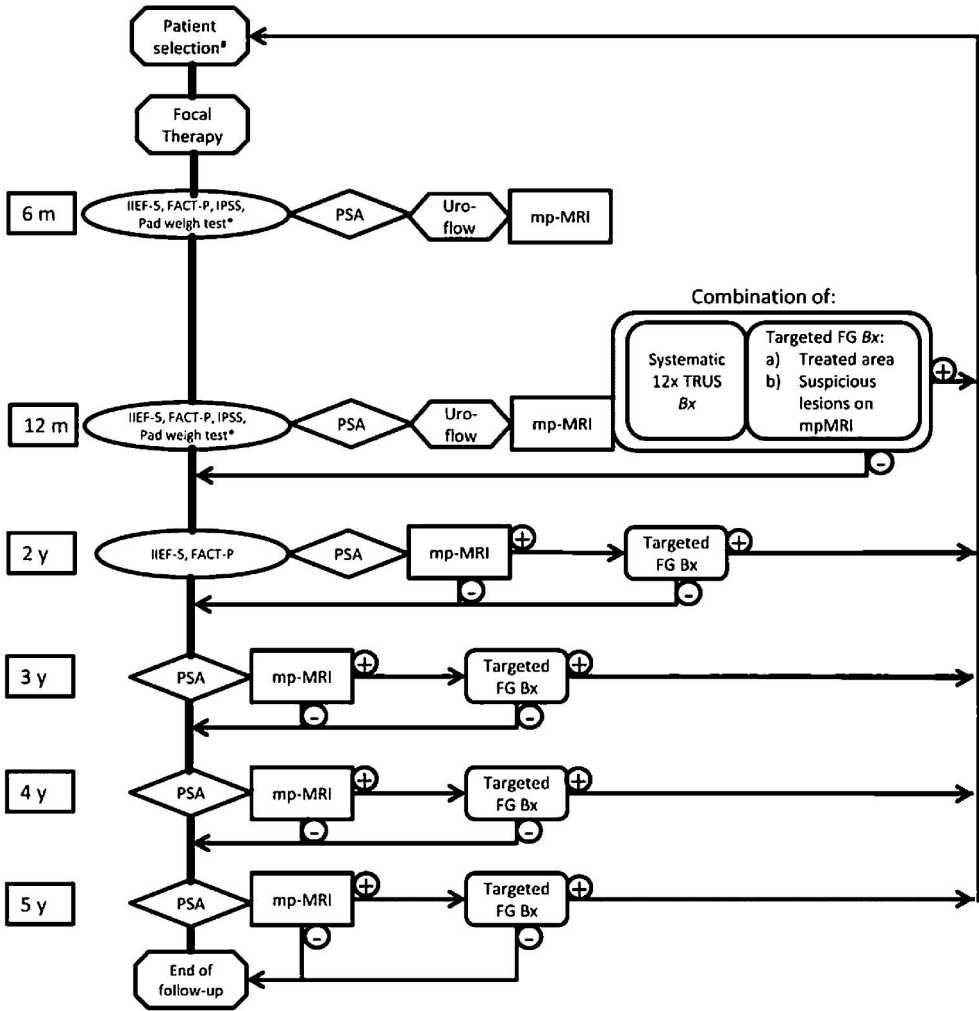 Patient
selection#
Focal
Therapy
6 m
IIEF-5, FACT-P, IPSS,
Pad weigh test*
PSA
Uro-
flow
mp-MRI
Combination of:
Systematic
12x TRUS
Bx
Targeted FG Bx:
a) Treated area
b) Suspicious
lesions on
mpMRI
+
12 m
IIEF-5, FACT-P, IPSS,
Pad weigh test*
PSA
Uro-
flow
mp-MRI
-
2 y
IIEF-5, FACT-P
PSA
mp-MRI
+
Targeted
FG Bx
+
-
-
3 y
PSA
mp-MRI
+
Targeted
FG Bx
+
-
-
4 y
PSA
mp-MRI
+
Targeted
FG Bx
+
-
-
5 y
PSA
mp-MRI
+
Targeted
FG Bx
+
-
-
End of
follow-up